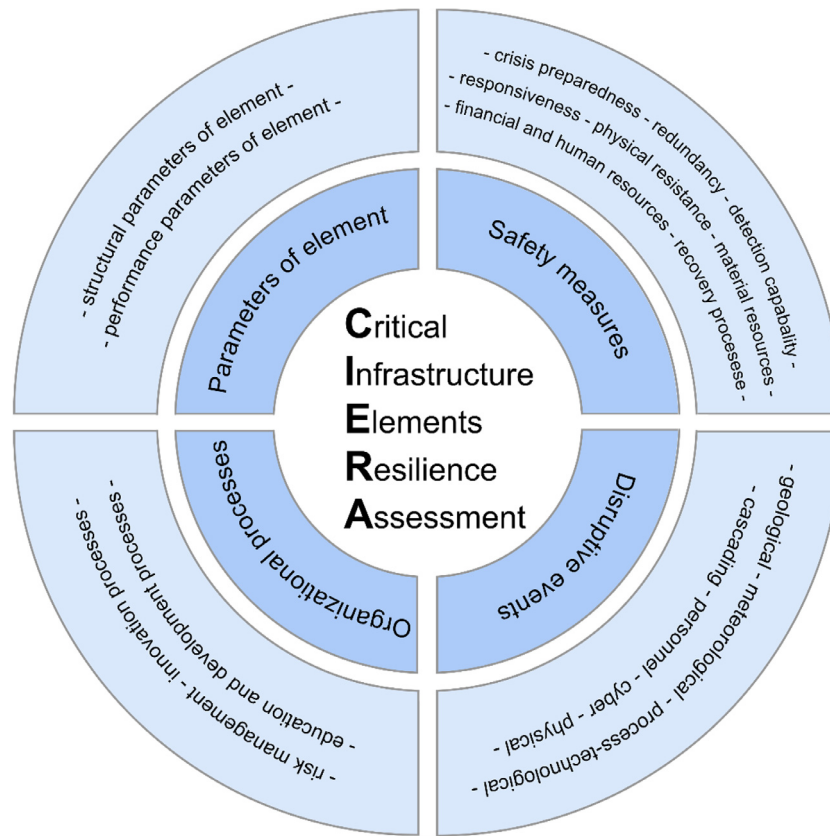 - structural parameters of element -
- performance parameters of element -
Parameters of element
- crisis preparedness - redundancy - detection capabality -
- responsiveness - physical resistance - material resources -
- financial and human resources - recovery procesese -
Safety measures
Critical
Infrastructure
Elements
Resilience
Assessment
Organizational processes
- education and development processes -
- risk management - innovation processes -
Disruptive events
- cascading - personnel - cyber - physical -
- geological - meteorological - process-technological -